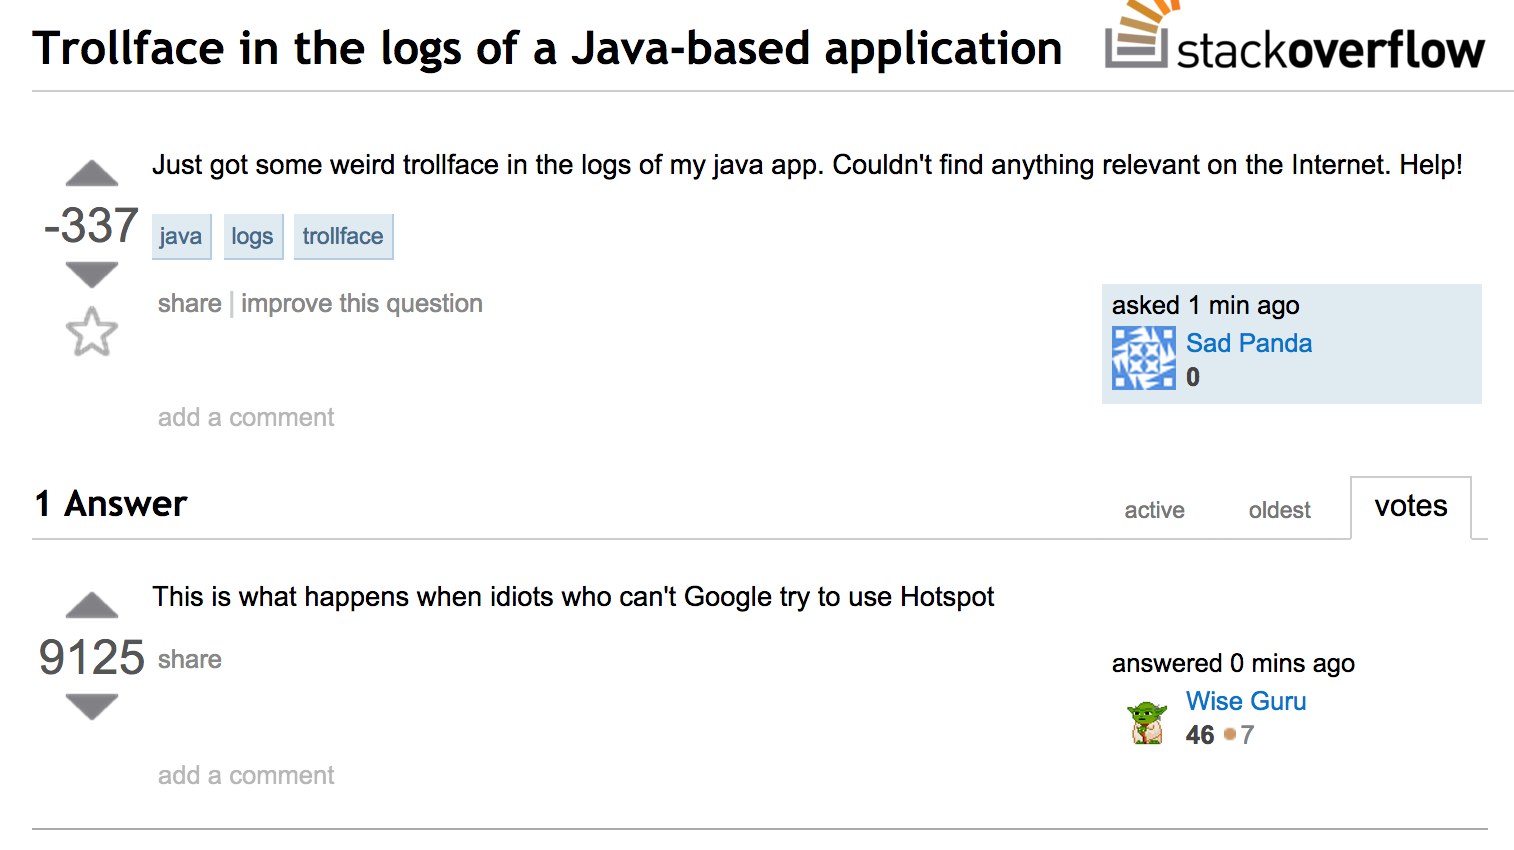 Trollface in the logs of a Java-based application
stackoverflow
Just got some weird trollface in the logs of my java app. Couldn't find anything relevant on the Internet. Help!
-337
java logs trollface
share | improve this question
asked 1 min ago
Sad Panda
0
add a comment
1 Answer
active oldest votes
This is what happens when idiots who can't Google try to use Hotspot
9125
share
answered 0 mins ago
Wise Guru
46 7
add a comment